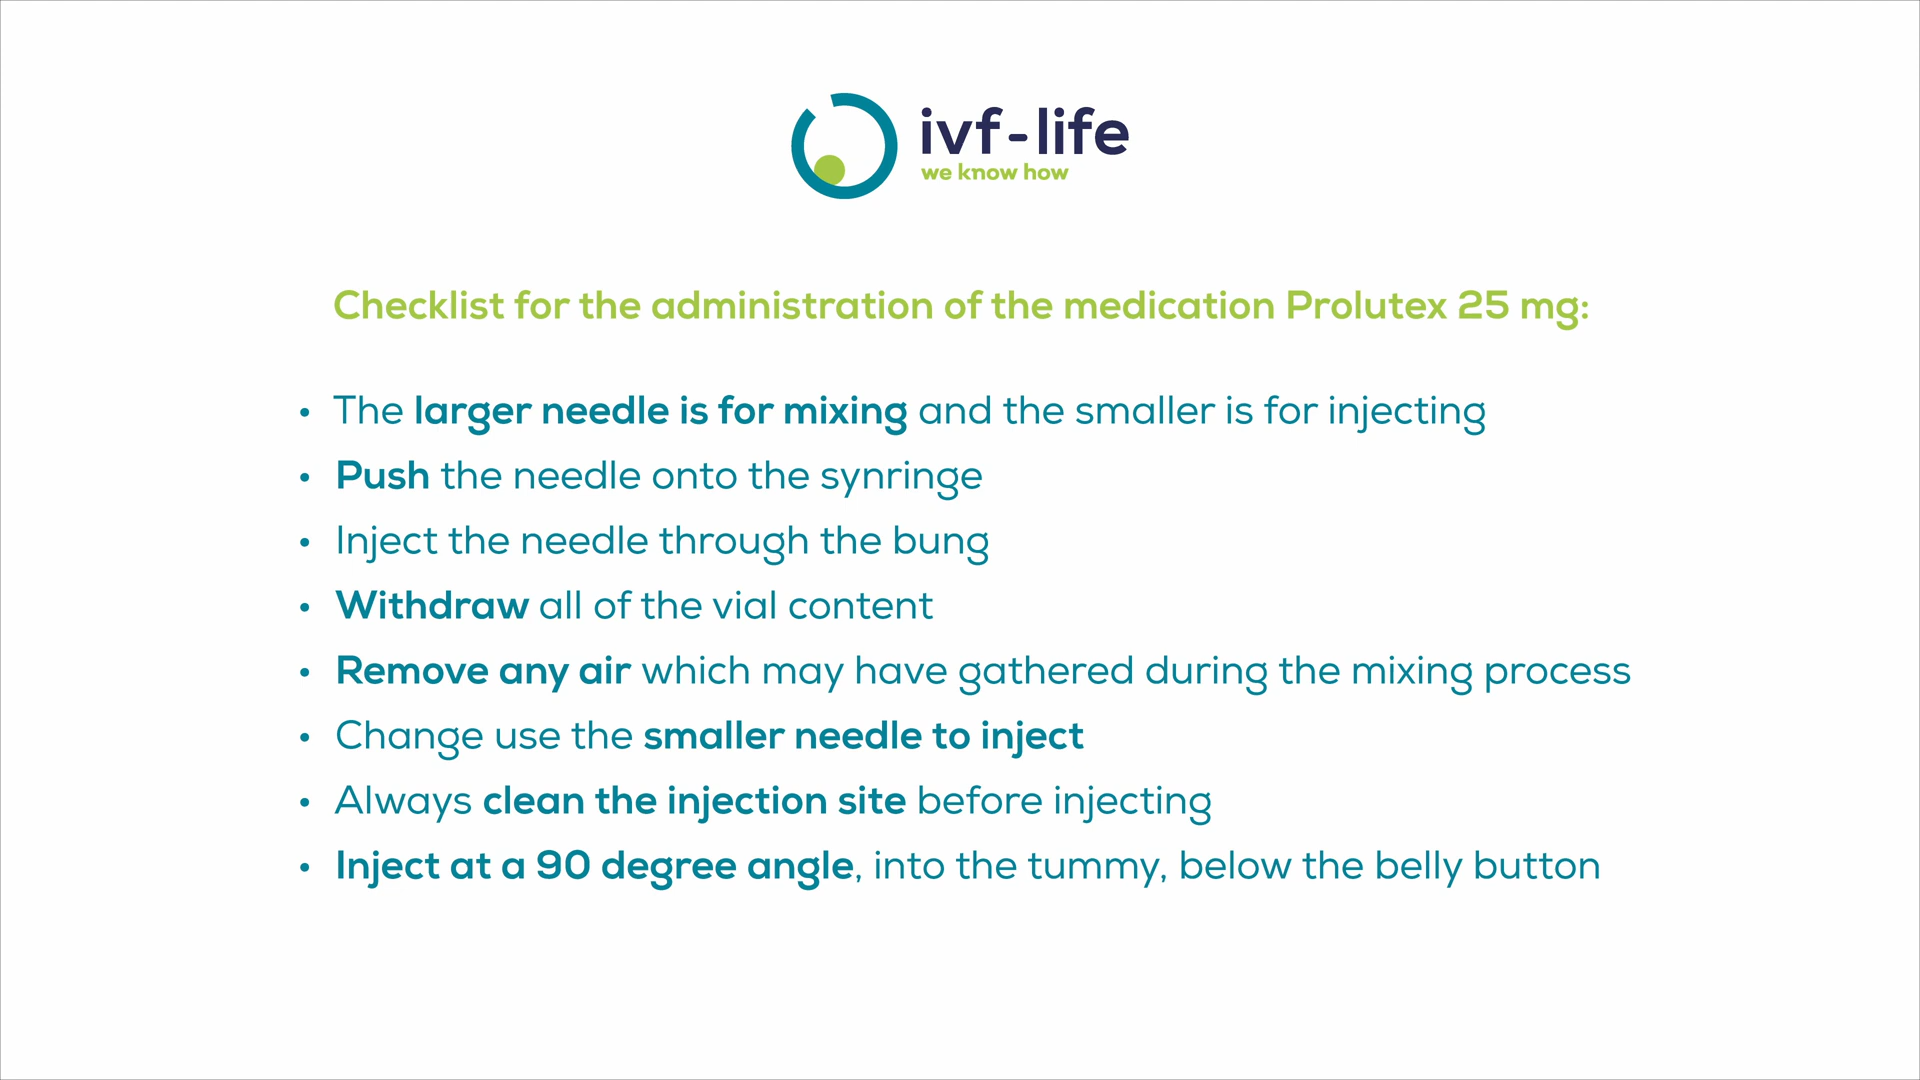 ivf-life
we know how
Checklist for the administration of the medication Prolutex 25 mg:
• The larger needle is for mixing and the smaller is for injecting
• Push the needle onto the synringe
• Inject the needle through the bung
• Withdraw all of the vial content
• Remove any air which may have gathered during the mixing process
• Change use the smaller needle to inject
• Always clean the injection site before injecting
• Inject at a 90 degree angle, into the tummy, below the belly button